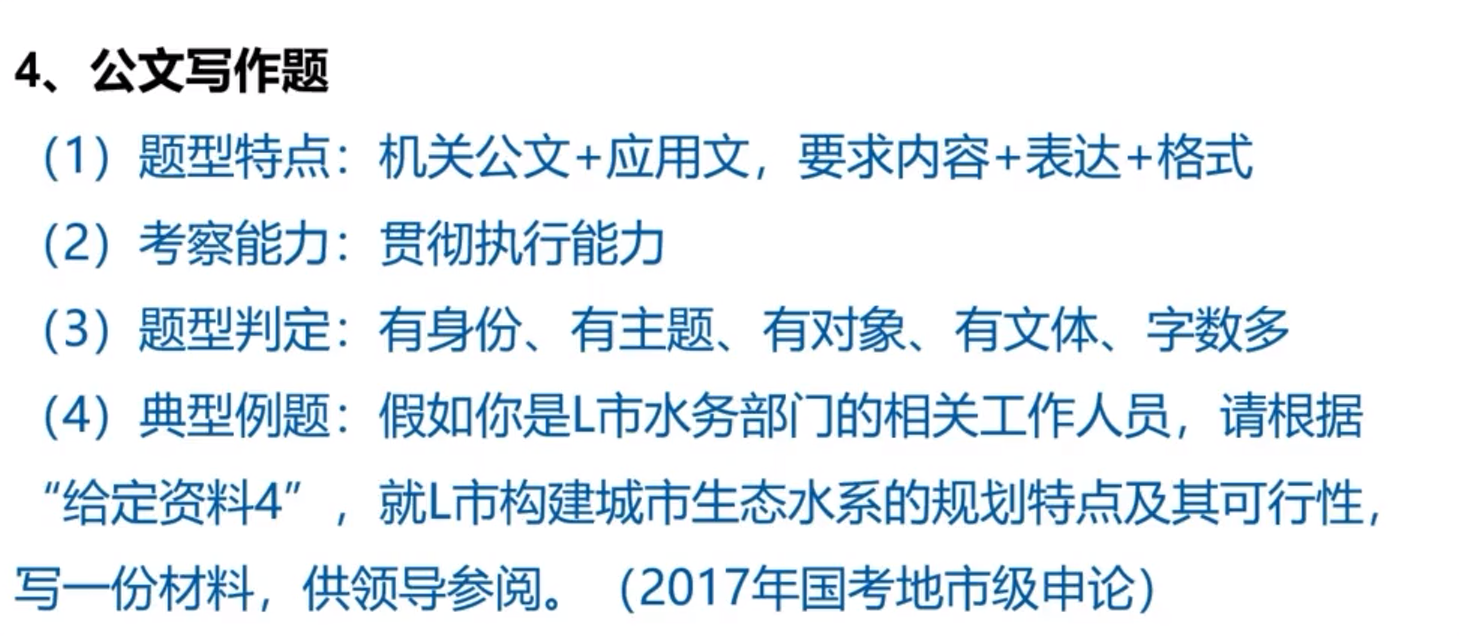 4、公文写作题
（1）题型特点：机关公文+应用文，要求内容+表达+格式
（2）考察能力：贯彻执行能力
（3）题型判定：有身份、有主题、有对象、有文体、字数多
（4）典型例题：假如你是L市水务部门的相关工作人员，请根据
“给定资料4”，就L市构建城市生态水系的规划特点及其可行性，
写一份材料，供领导参阅。（2017年国考地市级申论）